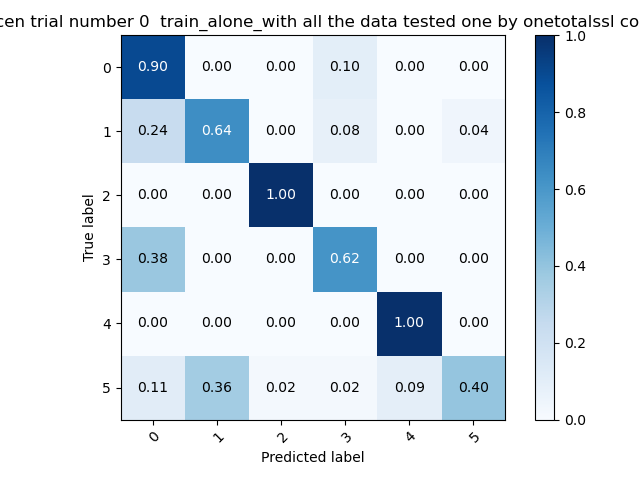 cen trial number 0 train_alone_with all the data tested one by onetotalssl co
0 0.90 0.00 0.00 0.10 0.00 0.00
1 0.24 0.64 0.00 0.08 0.00 0.04
2 0.00 0.00 1.00 0.00 0.00 0.00
3 0.38 0.00 0.00 0.62 0.00 0.00
4 0.00 0.00 0.00 0.00 1.00 0.00
5 0.11 0.36 0.02 0.02 0.09 0.40
0 1 2 3 4 5
True label
Predicted label
1.0
0.8
0.6
0.4
0.2
0.0